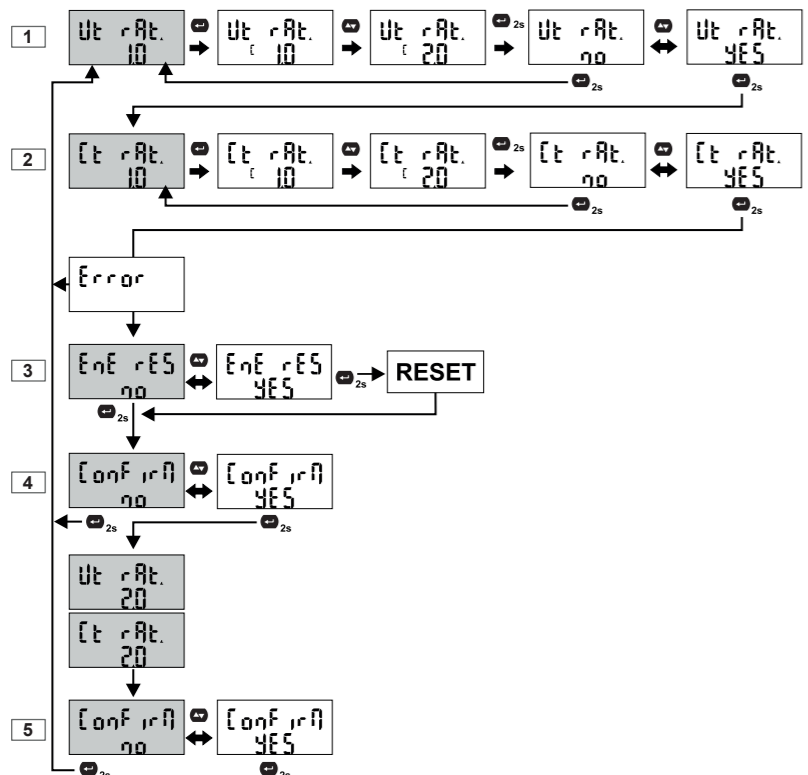 1
Ut rAt.
1.0
Ut rAt.
[ 1.0
Ut rAt.
[ 2.0
2s
Ut rAt.
no
Ut rAt.
YES
2s
2s
2
Ct rAt.
1.0
Ct rAt.
[ 1.0
Ct rAt.
[ 2.0
2s
Ct rAt.
no
Ct rAt.
YES
2s
2s
Error
3
EnE rES
no
EnE rES
YES
2s
RESET
2s
4
ConFirM
no
ConFirM
YES
2s
2s
Ut rAt.
2.0
Ct rAt.
2.0
5
ConFirM
no
ConFirM
YES
2s
2s